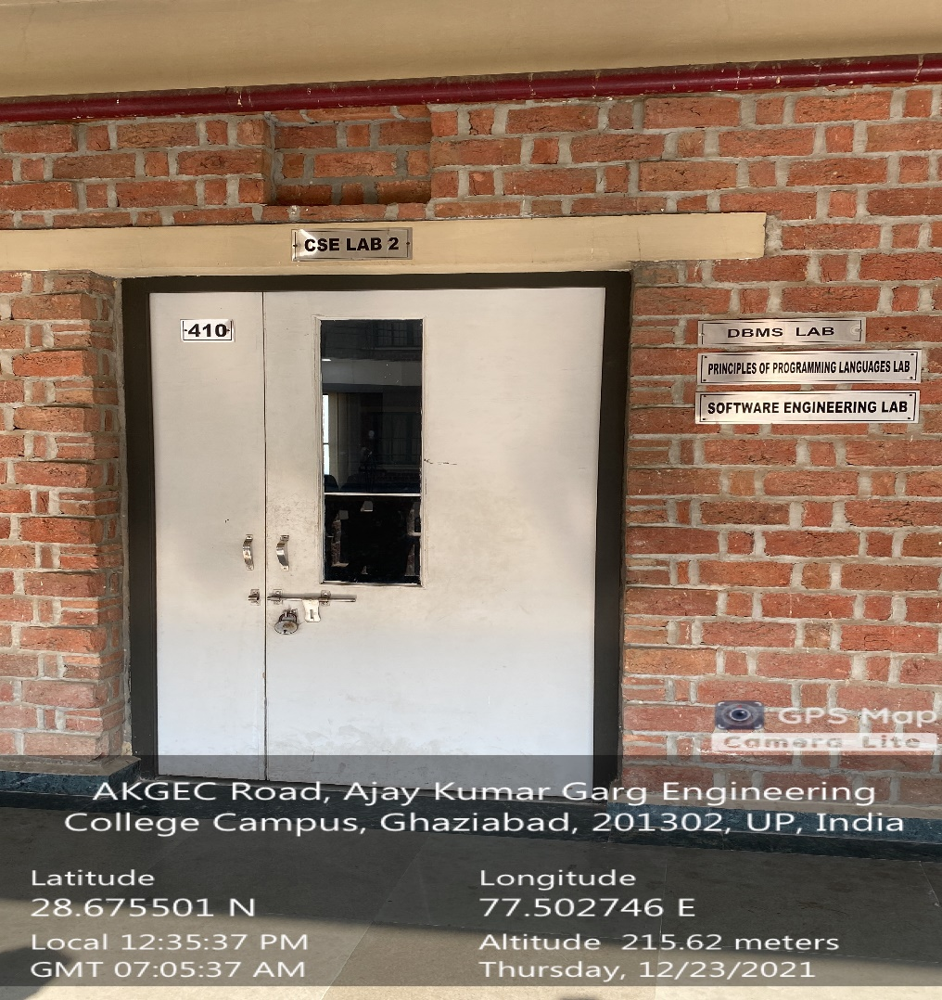 CSE LAB 2
410
DBMS LAB
PRINCIPLES OF PROGRAMMING LANGUAGES LAB
SOFTWARE ENGINEERING LAB
GPS Map
Camera Lite
AKGEC Road, Ajay Kumar Garg Engineering
College Campus, Ghaziabad, 201302, UP, India
Latitude
28.675501 N
Longitude
77.502746 E
Local 12:35:37 PM
GMT 07:05:37 AM
Altitude 215.62 meters
Thursday, 12/23/2021